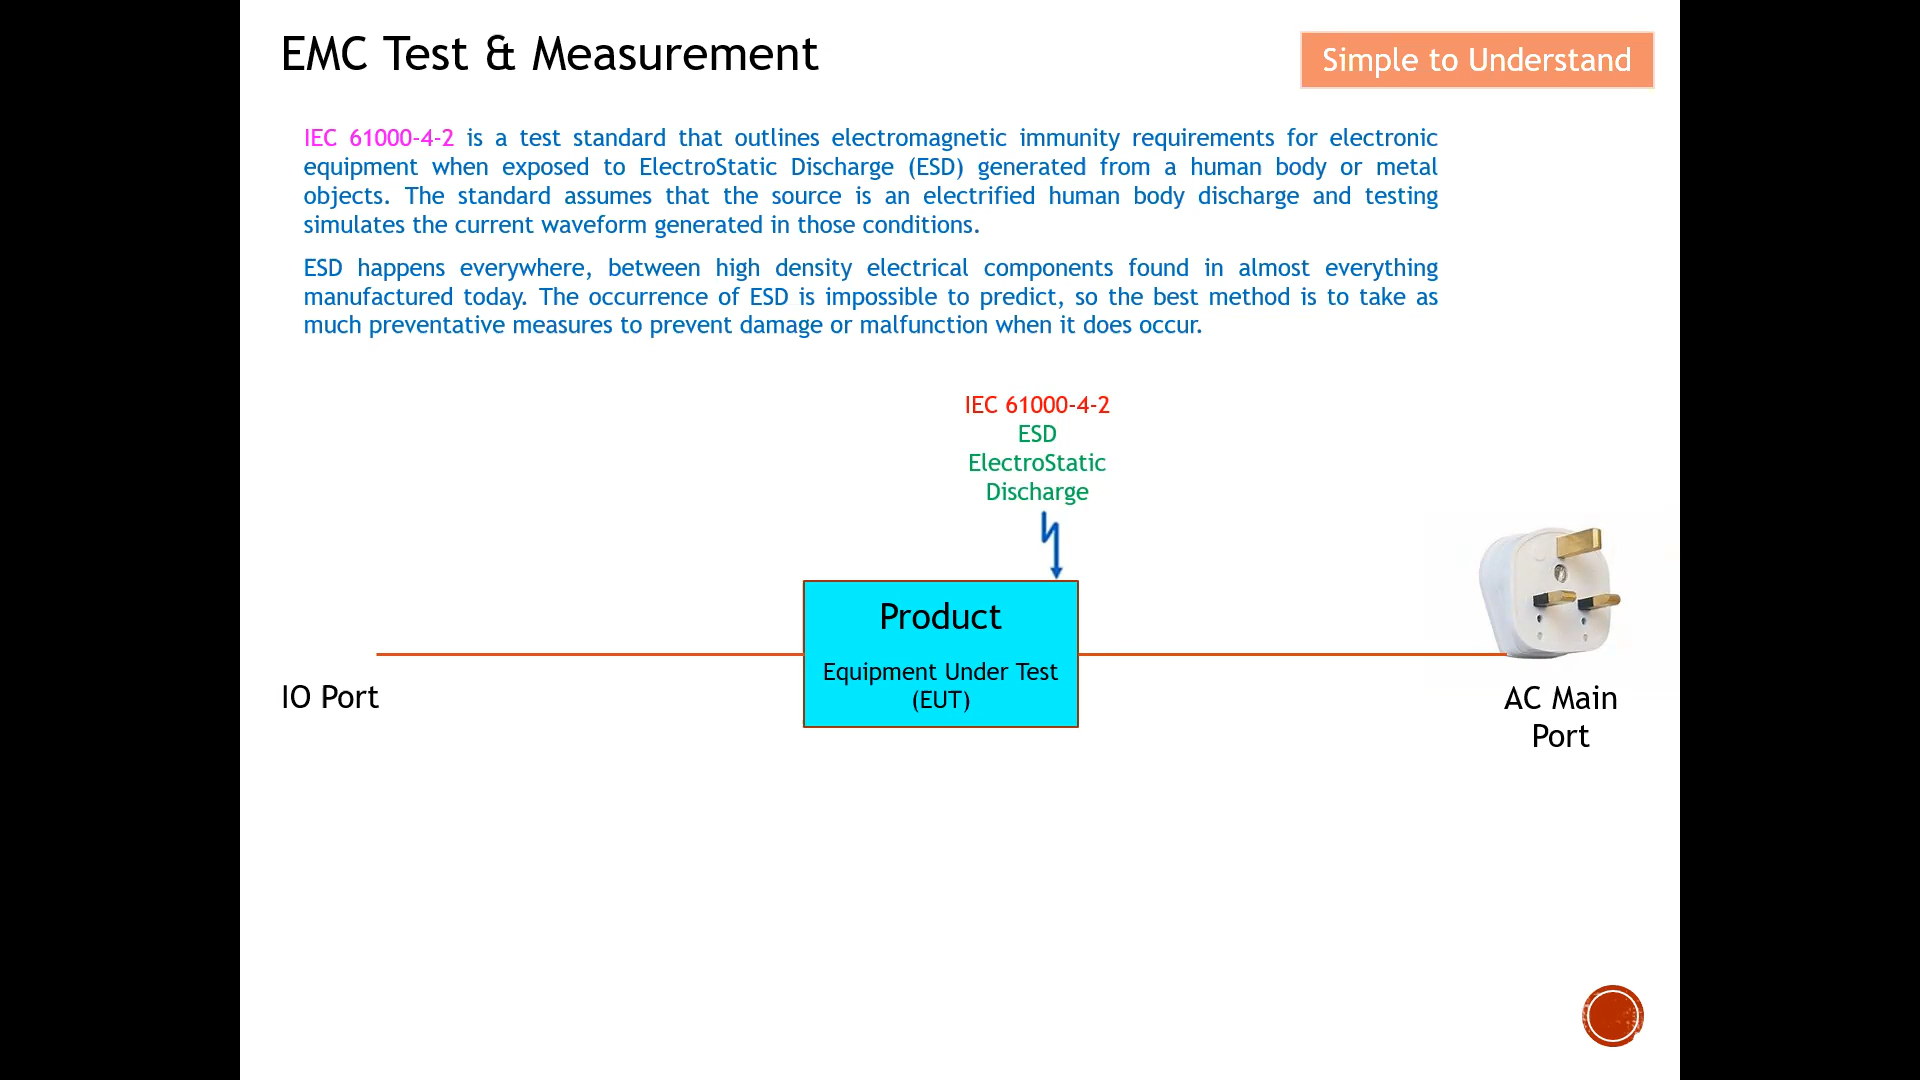 EMC Test & Measurement
Simple to Understand
IEC 61000-4-2 is a test standard that outlines electromagnetic immunity requirements for electronic
equipment when exposed to ElectroStatic Discharge (ESD) generated from a human body or metal
objects. The standard assumes that the source is an electrified human body discharge and testing
simulates the current waveform generated in those conditions.
ESD happens everywhere, between high density electrical components found in almost everything
manufactured today. The occurrence of ESD is impossible to predict, so the best method is to take as
much preventative measures to prevent damage or malfunction when it does occur.
IEC 61000-4-2
ESD
ElectroStatic
Discharge
Product
Equipment Under Test
(EUT)
IO Port
AC Main
Port